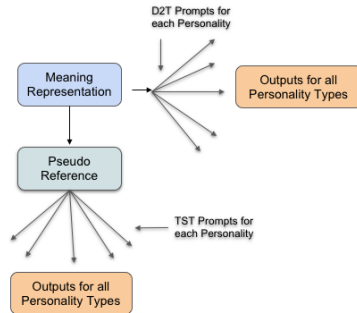 D2T Prompts for
each Personality
Meaning
Representation
Outputs for all
Personality Types
Pseudo
Reference
TST Prompts for
each Personality
Outputs for all
Personality Types